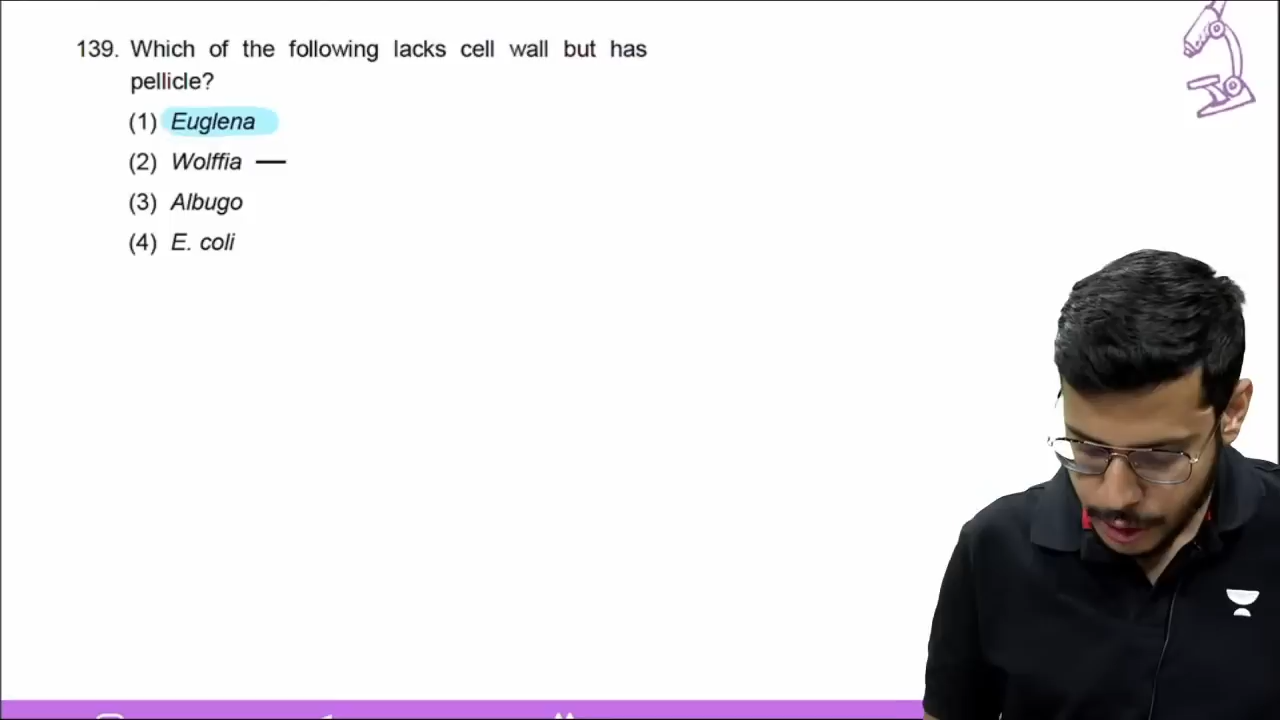 139. Which of the following lacks cell wall but has
pellicle?
(1) Euglena
(2) Wolffia —
(3) Albugo
(4) E. coli